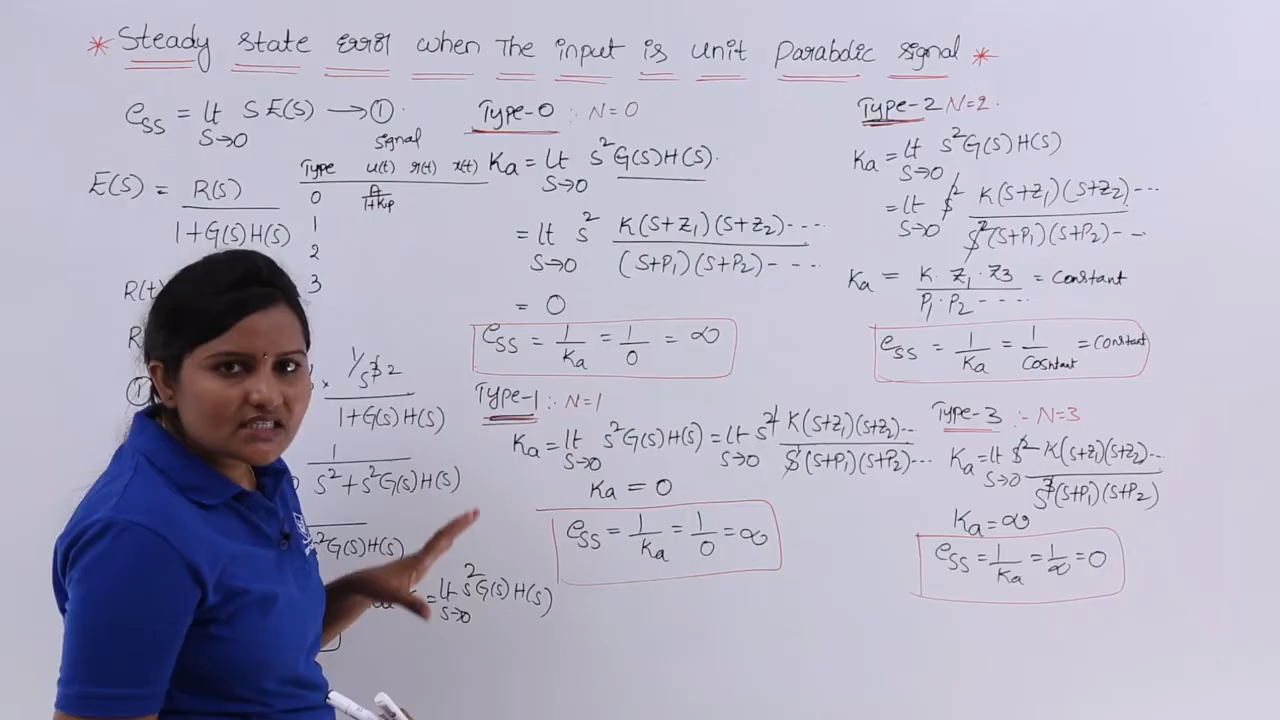 * Steady state error when The input is unit Parabolic signal *
ess = lt S→0 S E(S) → ①
E(S) = R(S) / 1+G(S)H(S)
signal
Type u(t) r(t) x(t)
0 A/1+Kp
1
2
3
R(t)
R
①
× 1/s³ 2 / 1+G(S)H(S)
1 / S²+S²G(S)H(S)
S²G(S)H(S)
= lt S→0 S²G(S)H(S)
Type-0 :- N=0
Ka = lt S→0 S²G(S)H(S).
= lt S→0 S² K(S+Z1)(S+Z2)---- / (S+P1)(S+P2)----
= 0
ess = 1/Ka = 1/0 = ∞
Type-1 :- N=1
Ka = lt S→0 S²G(S)H(S) = lt S→0 S² K(S+Z1)(S+Z2)--- / S¹(S+P1)(S+P2)---
Ka = 0
ess = 1/Ka = 1/0 = ∞
Type-2 N=2.
Ka = lt S→0 S²G(S)H(S)
= lt S→0 S² K(S+Z1)(S+Z2)--- / S²(S+P1)(S+P2)---
Ka = K. Z1. Z3 / P1. P2---- = constant
ess = 1/Ka = 1/Constant = constant
Type-3 :- N=3
Ka = lt S→0 S² K(S+Z1)(S+Z2)--- / S³(S+P1)(S+P2)
Ka = ∞
ess = 1/Ka = 1/∞ = 0